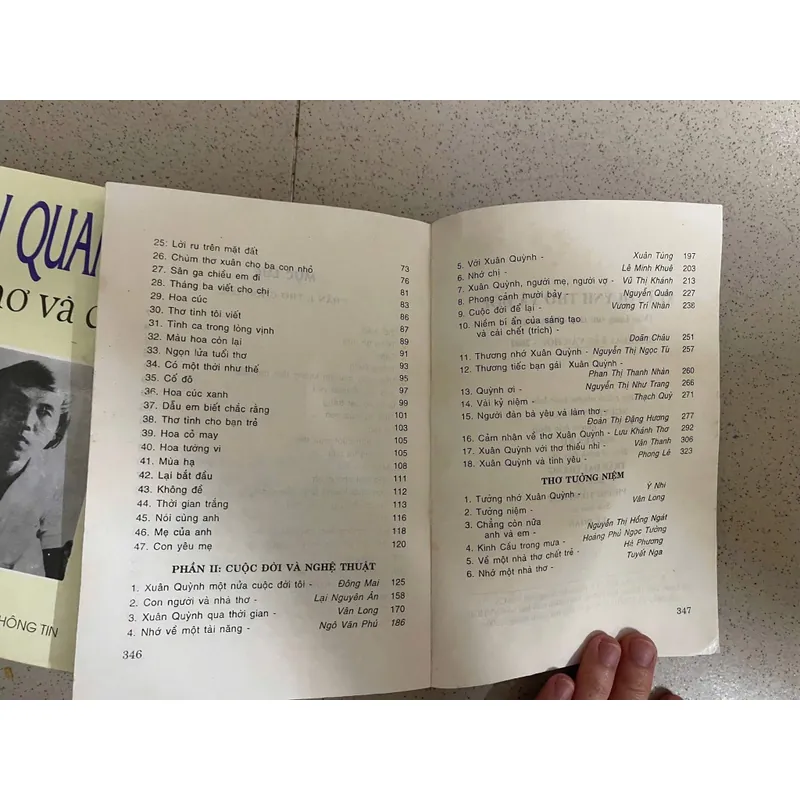 QUA
hơ và c
HÔNG TIN
25. Lời ru trên mặt đất
26. Chùm thơ xuân cho ba con nhỏ 73
27. Sân ga chiều em đi 76
28. Tháng ba viết cho chị 81
29. Hoa cúc 83
30. Thơ tình tôi viết 86
31. Tình ca trong lòng vịnh 87
32. Màu hoa còn lại 89
33. Ngọn lửa tuổi thơ 91
34. Có một thời như thế 93
35. Cố đô 95
36. Hoa cúc xanh 97
37. Dẫu em biết chắc rằng 99
38. Thơ tình cho bạn trẻ 101
39. Hoa cỏ may 103
40. Hoa tường vi 105
41. Mùa hạ 105
42. Lại bắt đầu 108
43. Không đề 111
44. Thời gian trắng 112
45. Nói cùng anh 114
46. Mẹ của anh 116
47. Con yêu mẹ 118
120
PHẦN II: CUỘC ĐỜI VÀ NGHỆ THUẬT
1. Xuân Quỳnh một nửa cuộc đời tôi - Đông Mai 125
2. Con người và nhà thơ - Lại Nguyên Ân 158
3. Xuân Quỳnh qua thời gian - Vân Long 170
4. Nhớ về một tài năng - Ngô Văn Phú 186
346
5. Với Xuân Quỳnh - Xuân Tùng 197
6. Nhớ chị - Lê Minh Khuê 203
7. Xuân Quỳnh, người mẹ, người vợ - Vũ Thị Khánh 213
8. Phong cảnh mười bảy Nguyễn Quân 227
9. Cuộc đời để lại - Vương Trí Nhàn 236
10. Niềm bí ẩn của sáng tạo
và cái chết (trích) - Doãn Châu 251
11. Thương nhớ Xuân Quỳnh - Nguyễn Thị Ngọc Tú 257
12. Thương tiếc bạn gái Xuân Quỳnh -
Phan Thị Thanh Nhàn 260
13. Quỳnh ơi - Nguyễn Thị Như Trang 266
14. Vài kỷ niệm - Thạch Quỳ 271
15. Người đàn bà yêu và làm thơ -
Đoàn Thị Đặng Hương 277
16. Cảm nhận về thơ Xuân Quỳnh - Lưu Khánh Thơ 292
17. Xuân Quỳnh với thơ thiếu nhi - Vân Thanh 306
18. Xuân Quỳnh và tình yêu - Phong Lê 323
THƠ TƯỞNG NIỆM
1. Tưởng nhớ Xuân Quỳnh - Ý Nhi
2. Tưởng niệm - Vân Long
3. Chẳng còn nữa
anh và em - Nguyễn Thị Hồng Ngát
4. Kinh Cầu trong mưa - Hoàng Phủ Ngọc Tường
5. Về một nhà thơ chết trẻ - Hà Phương
6. Nhớ một nhà thơ - Tuyết Nga
347